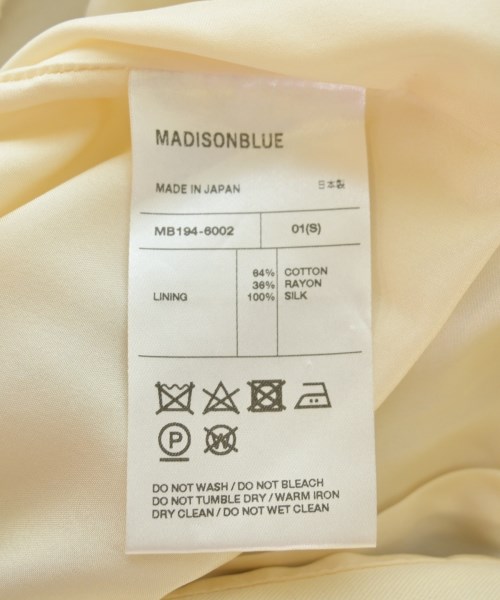 MADISONBLUE
MADE IN JAPAN 日本製
MB194-6002 01(S)
64% COTTON
36% RAYON
LINING 100% SILK
P W
DO NOT WASH / DO NOT BLEACH
DO NOT TUMBLE DRY / WARM IRON
DRY CLEAN / DO NOT WET CLEAN